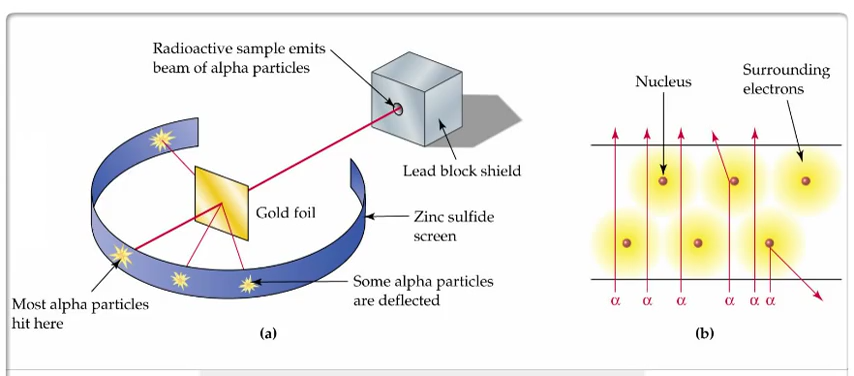 Radioactive sample emits
beam of alpha particles
Lead block shield
Gold foil
Zinc sulfide
screen
Some alpha particles
are deflected
Most alpha particles
hit here
(a)
Nucleus
Surrounding
electrons
α α α α α α
(b)